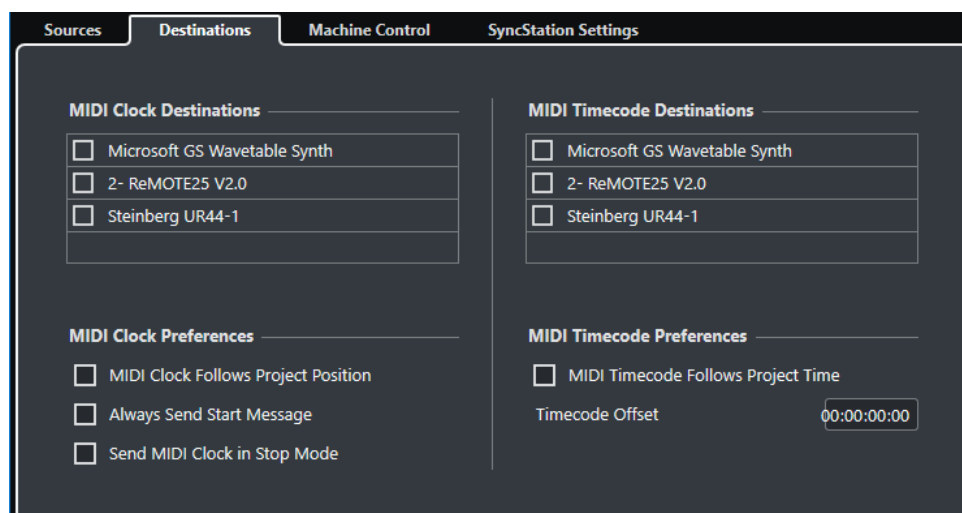 Sources Destinations Machine Control SyncStation Settings
MIDI Clock Destinations
Microsoft GS Wavetable Synth
2- ReMOTE25 V2.0
Steinberg UR44-1
MIDI Clock Preferences
MIDI Clock Follows Project Position
Always Send Start Message
Send MIDI Clock in Stop Mode
MIDI Timecode Destinations
Microsoft GS Wavetable Synth
2- ReMOTE25 V2.0
Steinberg UR44-1
MIDI Timecode Preferences
MIDI Timecode Follows Project Time
Timecode Offset 00:00:00:00